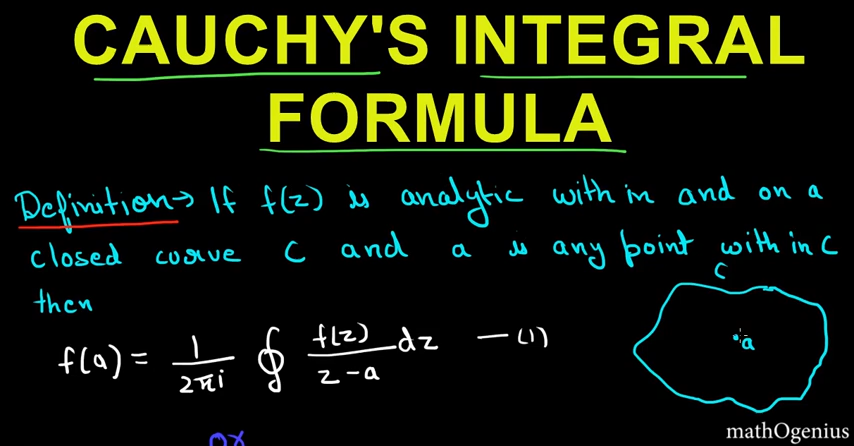 CAUCHY'S INTEGRAL
FORMULA
Definition→ If f(z) is analytic with in and on a
closed curve C and a is any point with in C
then
C
f(a) = 1/2πi ∮ f(z)/z-a dz — (1)
a
mathOgenius